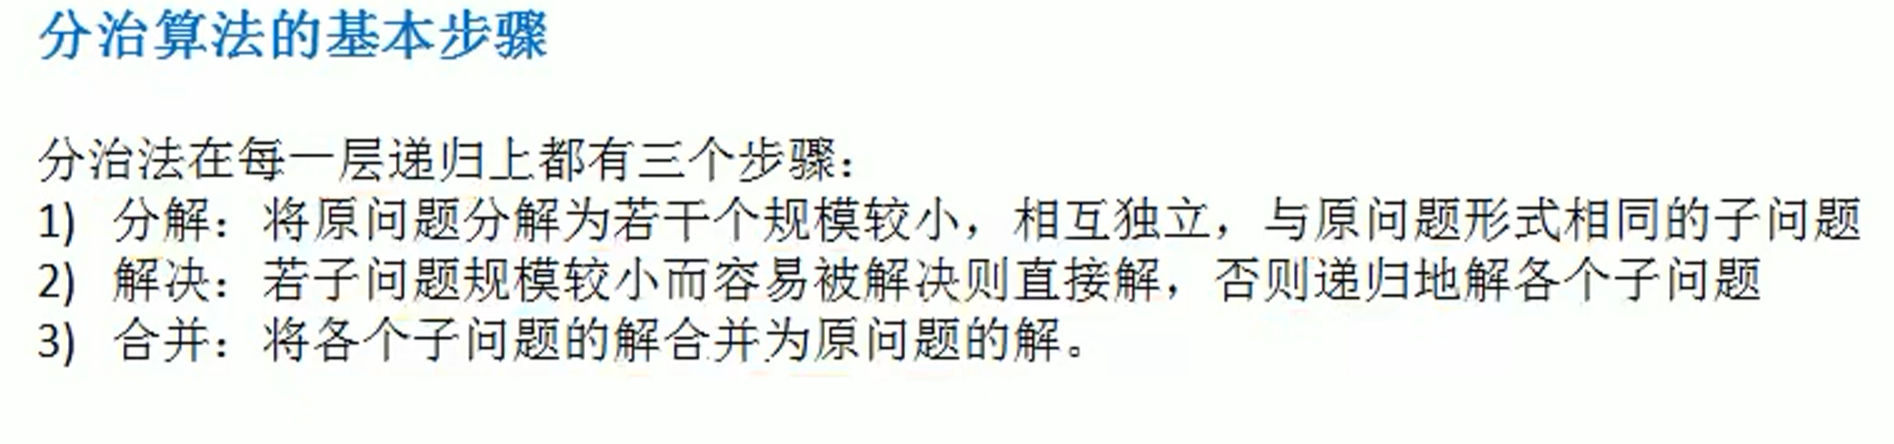 分治算法的基本步骤
分治法在每一层递归上都有三个步骤：
1) 分解：将原问题分解为若干个规模较小，相互独立，与原问题形式相同的子问题
2) 解决：若子问题规模较小而容易被解决则直接解，否则递归地解各个子问题
3) 合并：将各个子问题的解合并为原问题的解。